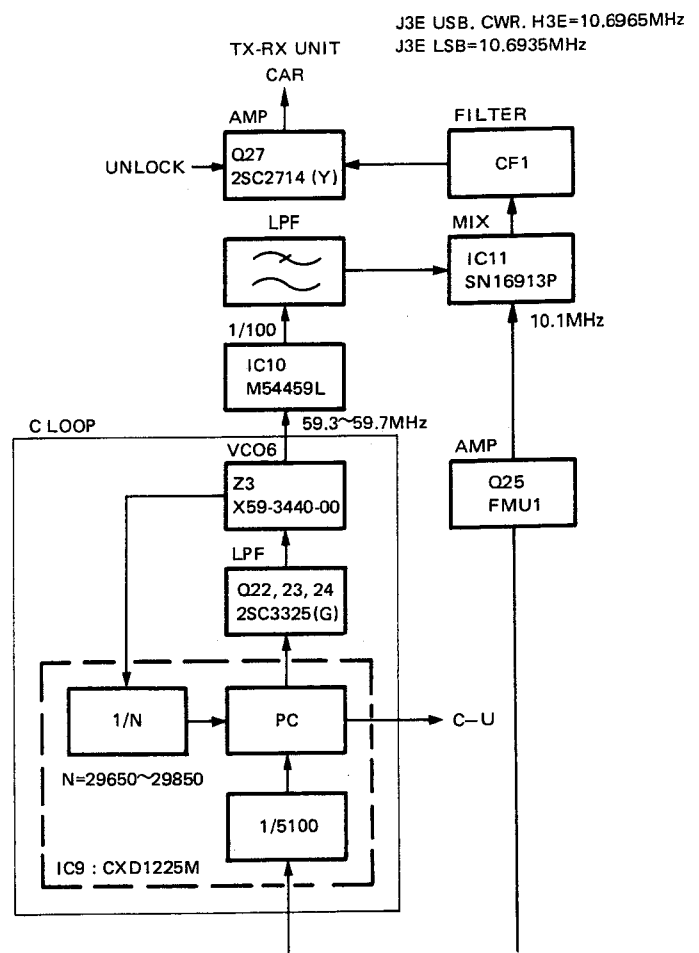 J3E USB, CWR, H3E=10.6965MHz
J3E LSB=10.6935MHz
TX-RX UNIT
CAR
AMP
FILTER
Q27
2SC2714 (Y)
CF1
UNLOCK
LPF
MIX
IC11
SN16913P
10.1MHz
1/100
IC10
M54459L
59.3~59.7MHz
C LOOP
VCO6
Z3
X59-3440-00
AMP
Q25
FMU1
LPF
Q22, 23, 24
2SC3325(G)
1/N
PC
C-U
N=29650~29850
1/5100
IC9 : CXD1225M